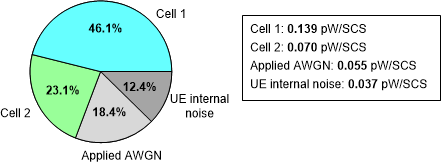 Cell 1
46.1%
23.1%
12.4%
18.4%
Cell 2
UE internal
noise
Applied AWGN
Cell 1: 0.139 pW/SCS
Cell 2: 0.070 pW/SCS
Applied AWGN: 0.055 pW/SCS
UE internal noise: 0.037 pW/SCS